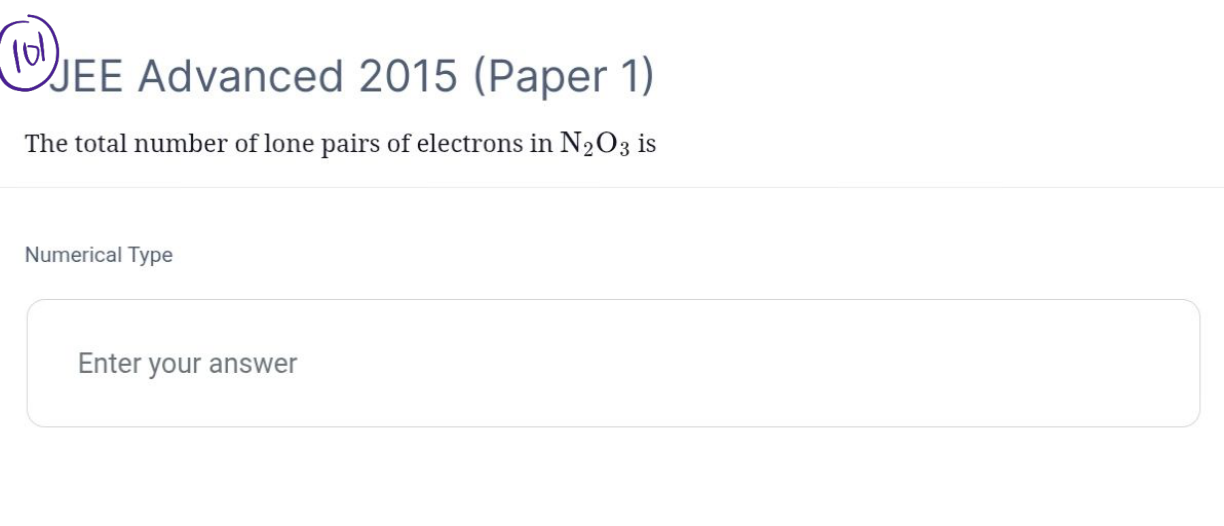 101
JEE Advanced 2015 (Paper 1)
The total number of lone pairs of electrons in N₂O₃ is
Numerical Type
Enter your answer